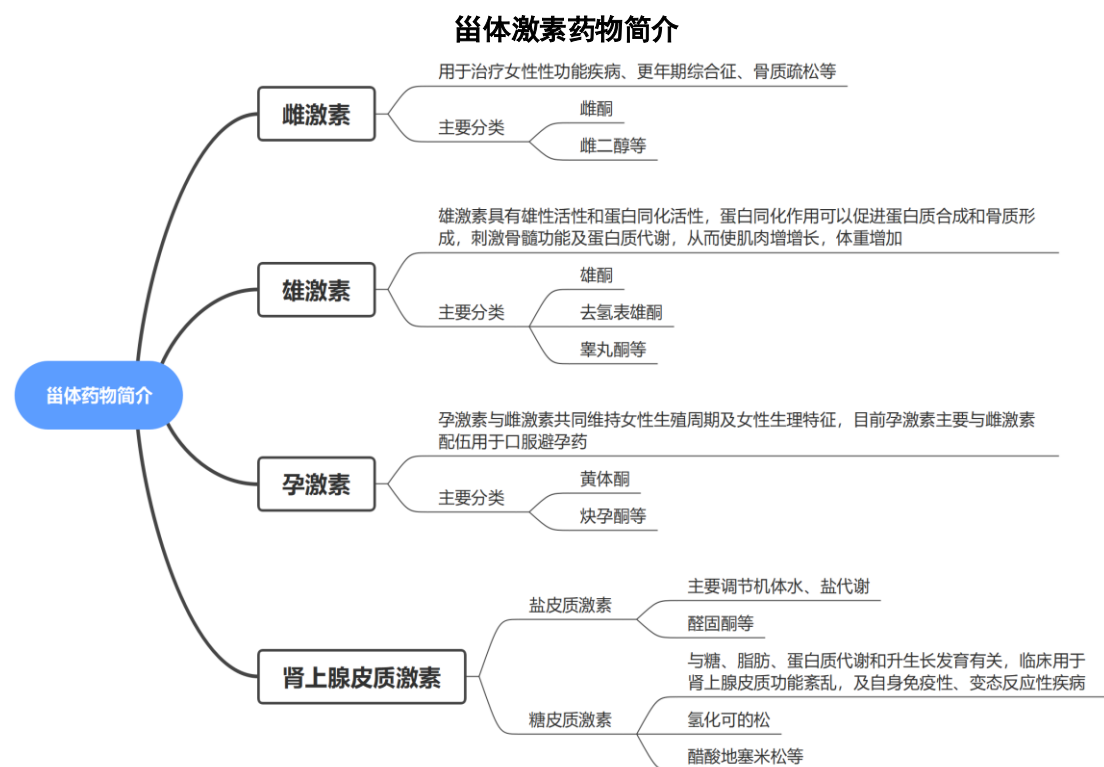 甾体激素药物简介
用于治疗女性性功能疾病、更年期综合征、骨质疏松等
雌激素
雌酮
主要分类
雌二醇等
雄激素具有雄性活性和蛋白同化活性，蛋白同化作用可以促进蛋白质合成和骨质形
成，刺激骨髓功能及蛋白质代谢，从而使肌肉增增长，体重增加
雄激素
雄酮
主要分类
去氢表雄酮
睾丸酮等
甾体药物简介
孕激素与雌激素共同维持女性生殖周期及女性生理特征，目前孕激素主要与雌激素
配伍用于口服避孕药
孕激素
黄体酮
主要分类
炔孕酮等
肾上腺皮质激素
盐皮质激素
主要调节机体水、盐代谢
醛固酮等
糖皮质激素
与糖、脂肪、蛋白质代谢和升生长发育有关，临床用于
肾上腺皮质功能紊乱，及自身免疫性、变态反应性疾病
氢化可的松
醋酸地塞米松等